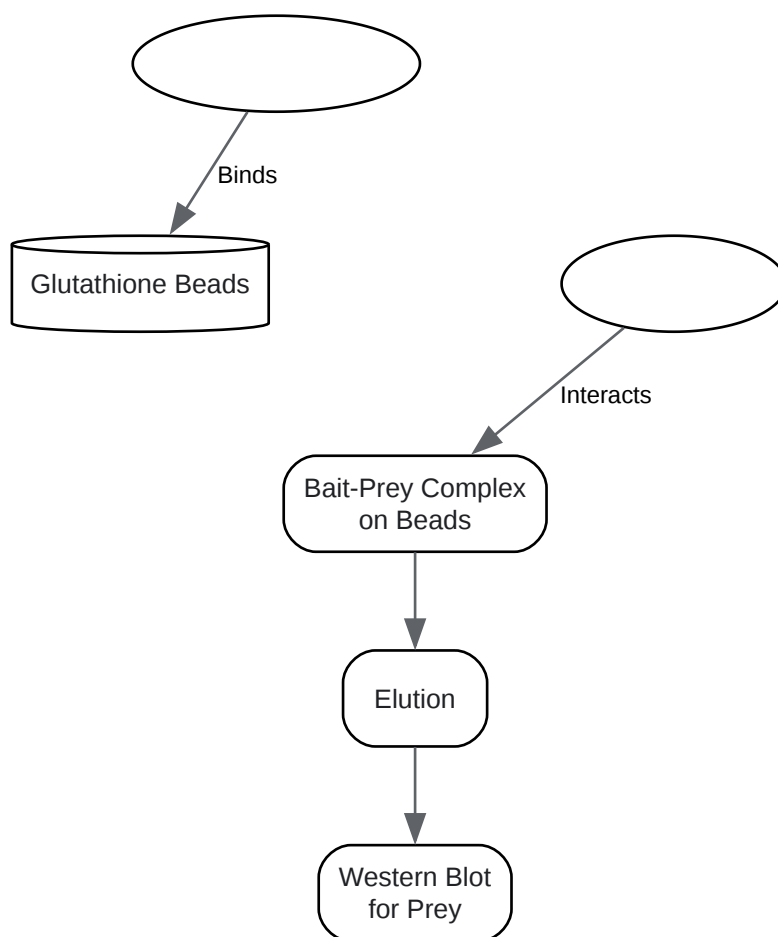 Binds
Glutathione Beads
Interacts
Bait-Prey Complex
on Beads
Elution
Western Blot
for Prey